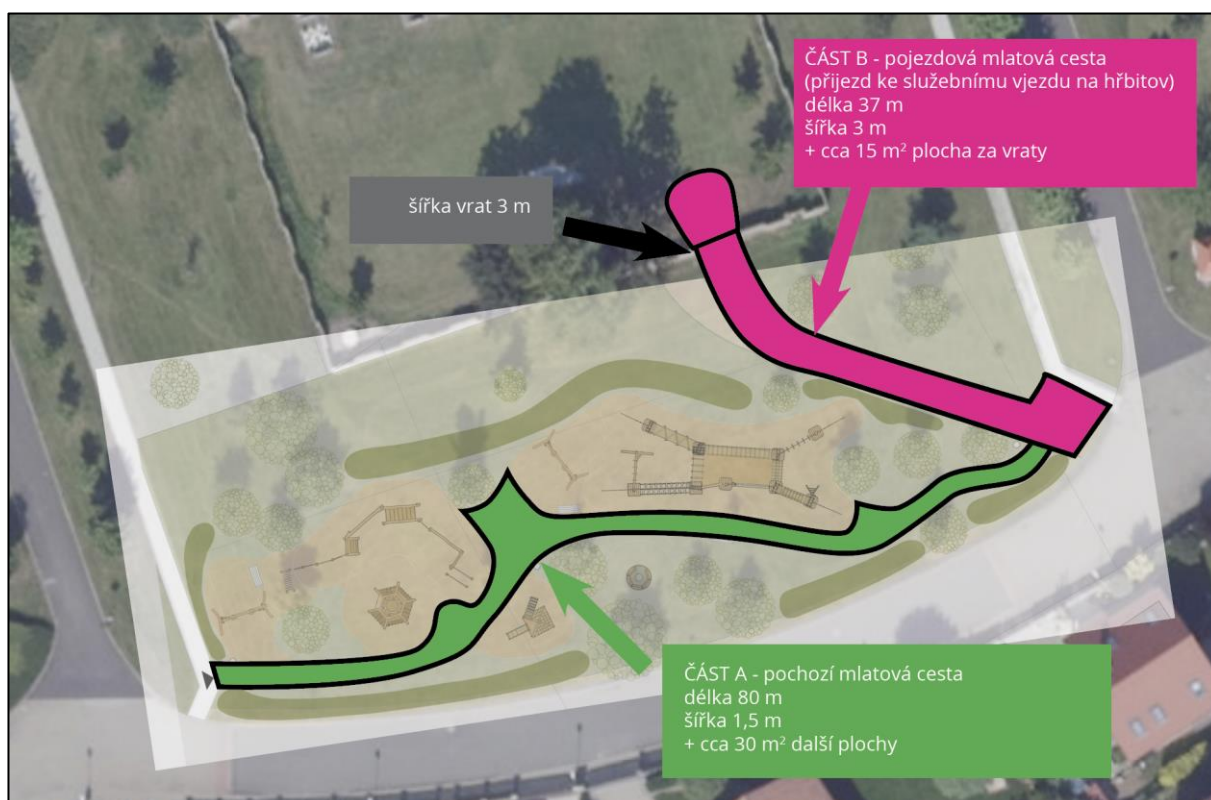 ČÁST B - pojezdová mlatová cesta
(přijezd ke služebnímu vjezdu na hřbitov)
délka 37 m
šířka 3 m
+ cca 15 m² plocha za vraty
šířka vrat 3 m
ČÁST A - pochozí mlatová cesta
délka 80 m
šířka 1,5 m
+ cca 30 m² další plochy